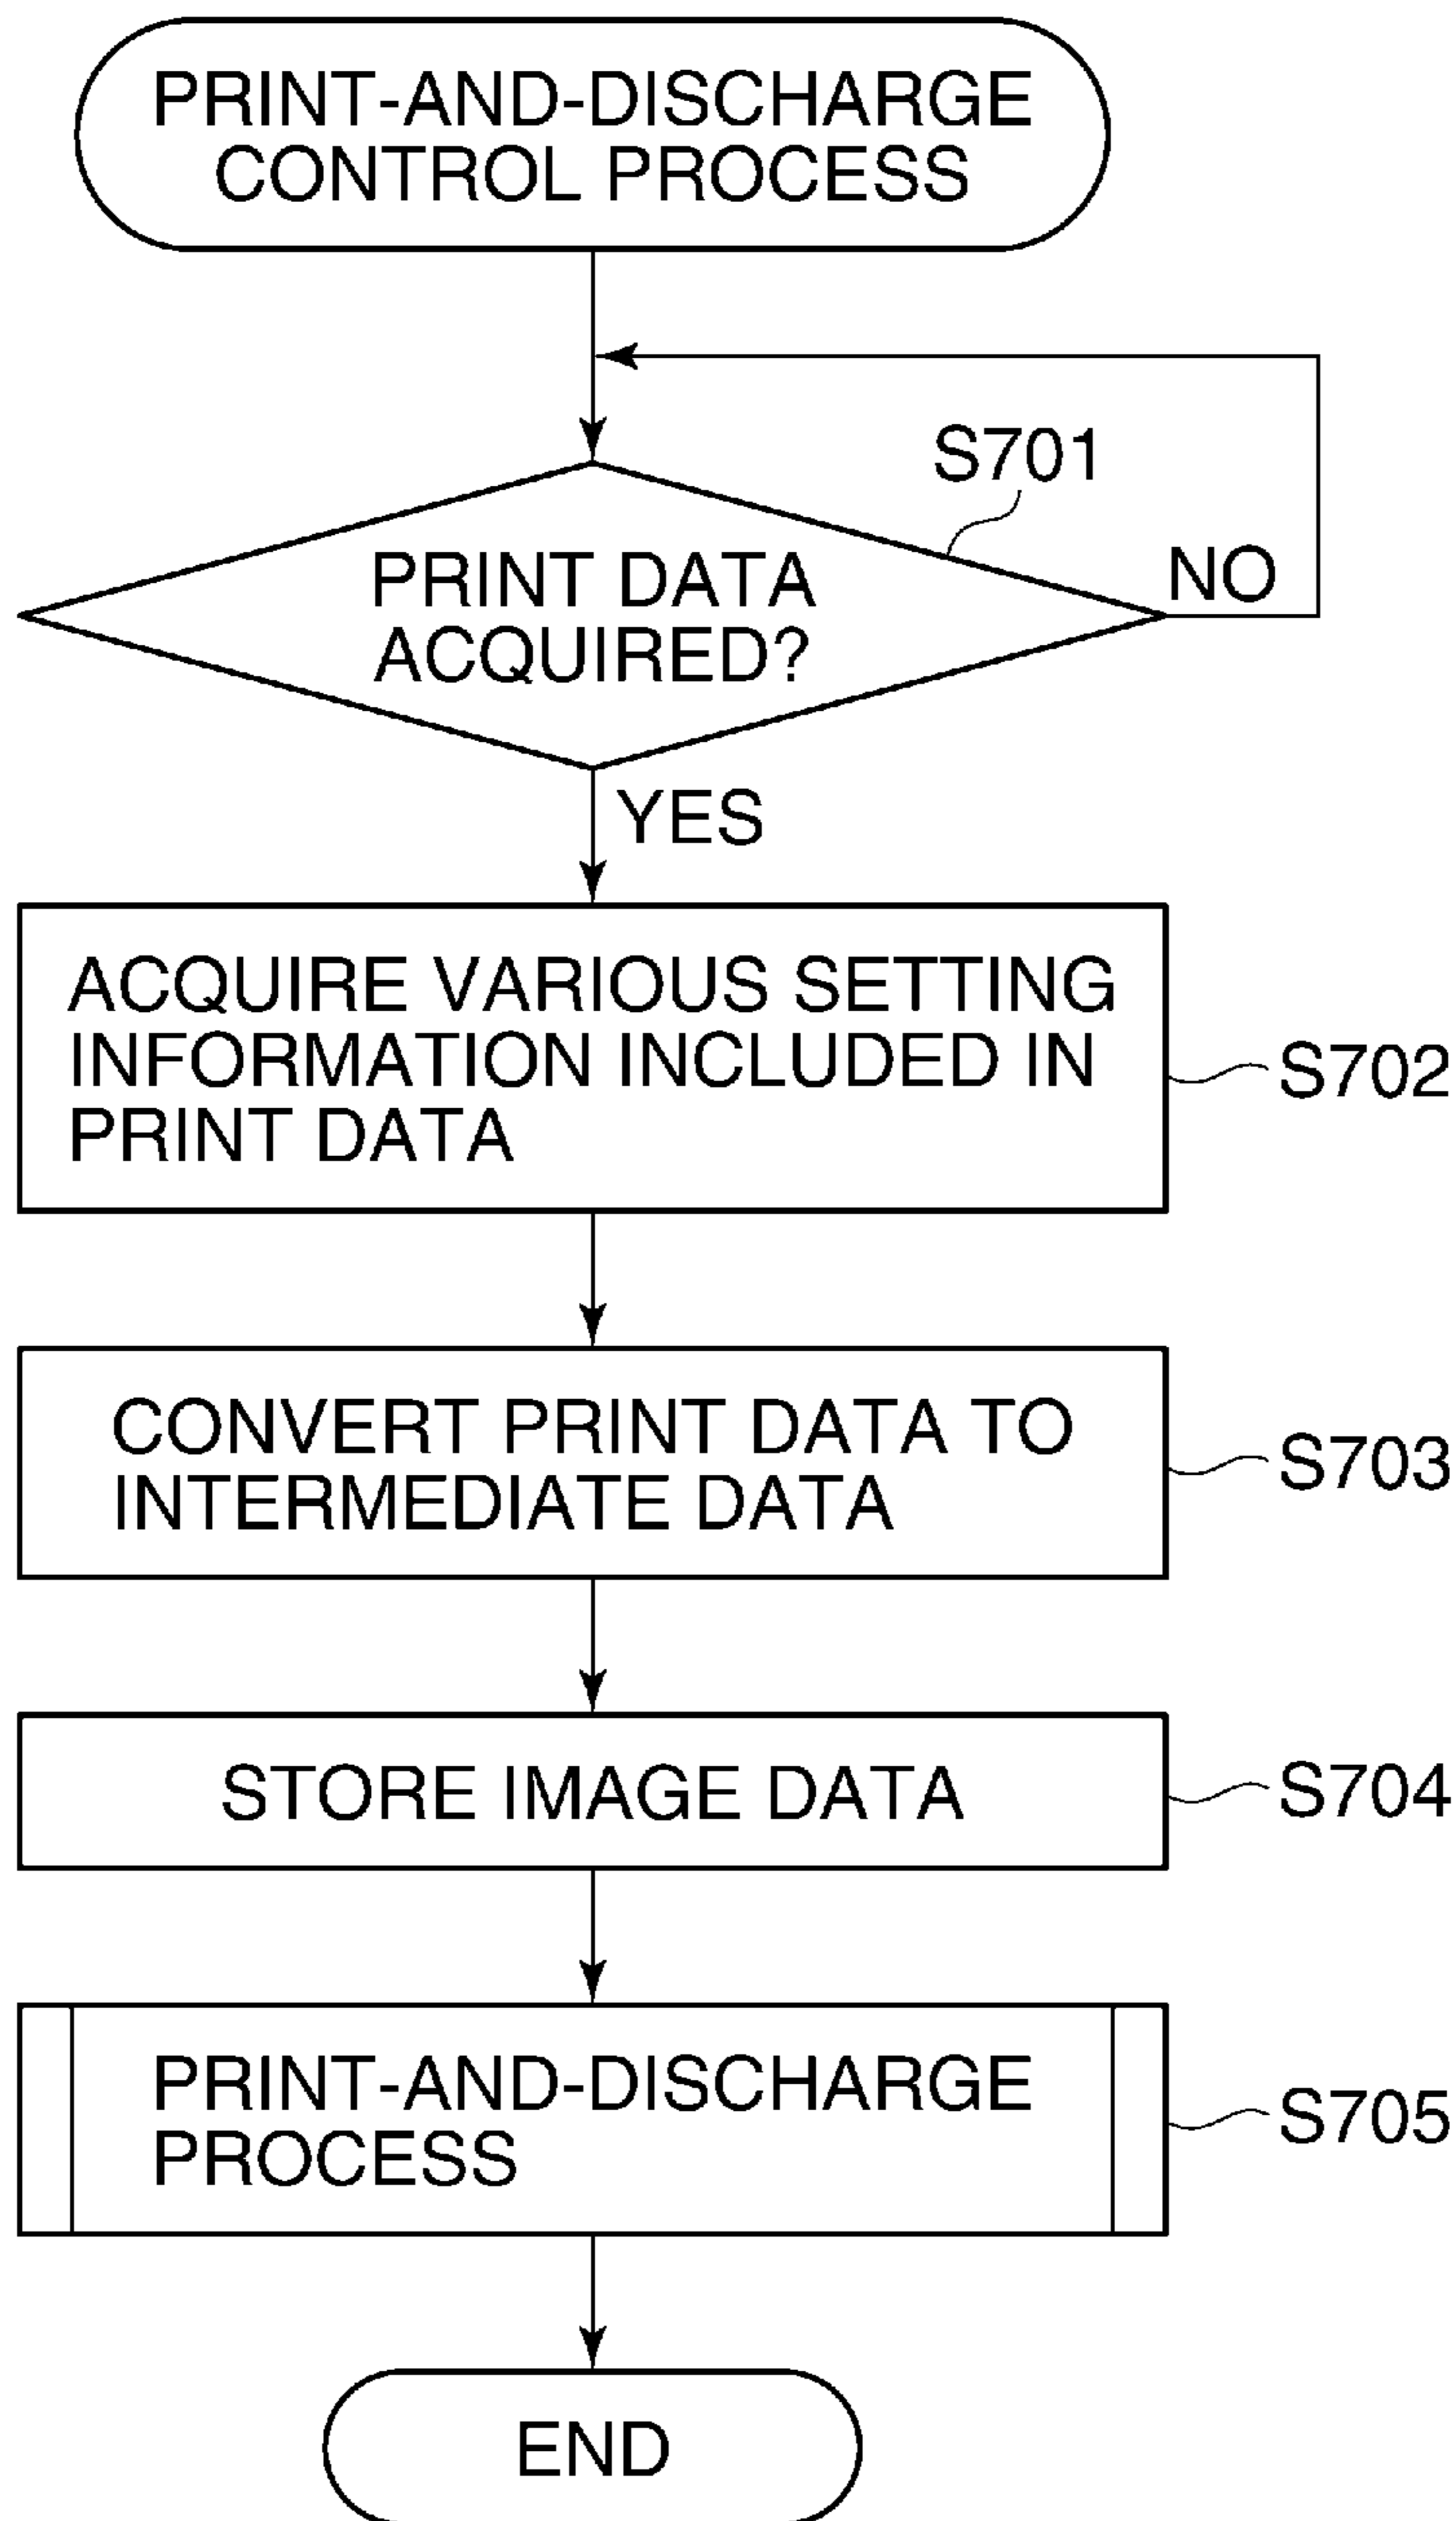 PRINT-AND-DISCHARGE
CONTROL PROCESS
S701
PRINT DATA
ACQUIRED?
NO
YES
ACQUIRE VARIOUS SETTING
INFORMATION INCLUDED IN
PRINT DATA
S702
CONVERT PRINT DATA TO
INTERMEDIATE DATA
S703
STORE IMAGE DATA
S704
PRINT-AND-DISCHARGE
PROCESS
S705
END